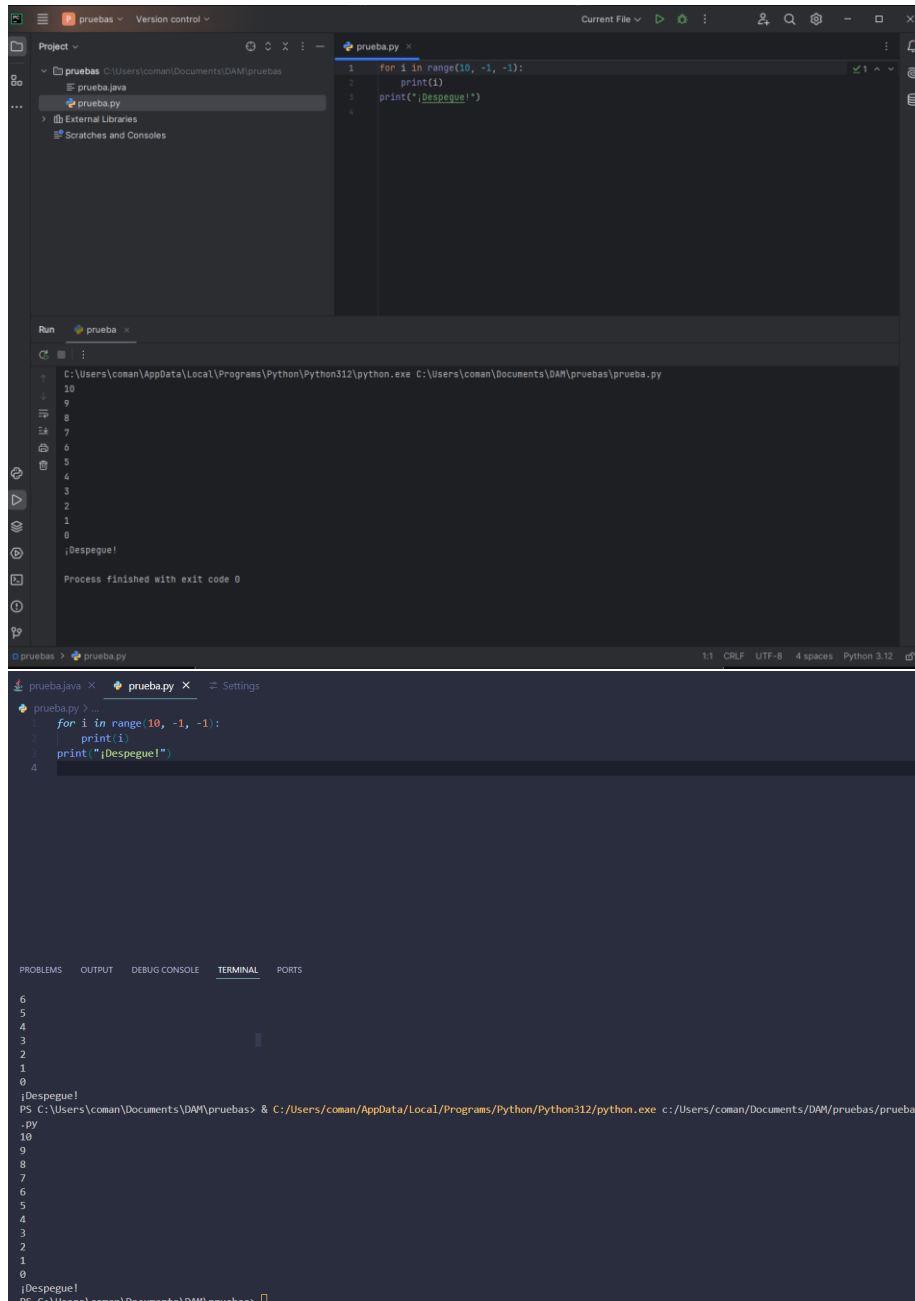 pruebas Version control Current File
Project
prueba.py
pruebas C:\Users\coman\Documents\DAM\pruebas
prueba.java
prueba.py
External Libraries
Scratches and Consoles
1 for i in range(10, -1, -1):
2 print(i)
3 print("¡Despegue!")
4
1
Run prueba
C:\Users\coman\AppData\Local\Programs\Python\Python312\python.exe C:\Users\coman\Documents\DAM\pruebas\prueba.py
10
9
8
7
6
5
4
3
2
1
0
¡Despegue!
Process finished with exit code 0
pruebas > prueba.py 1:1 CRLF UTF-8 4 spaces Python 3.12
prueba.java prueba.py Settings
prueba.py > ...
1 for i in range(10, -1, -1):
2 print(i)
3 print("¡Despegue!")
4
PROBLEMS OUTPUT DEBUG CONSOLE TERMINAL PORTS
6
5
4
3
2
1
0
¡Despegue!
PS C:\Users\coman\Documents\DAM\pruebas> & C:/Users/coman/AppData/Local/Programs/Python/Python312/python.exe c:/Users/coman/Documents/DAM/pruebas/prueba
.py
10
9
8
7
6
5
4
3
2
1
0
¡Despegue!
PS C:\Users\coman\Documents\DAM\pruebas>